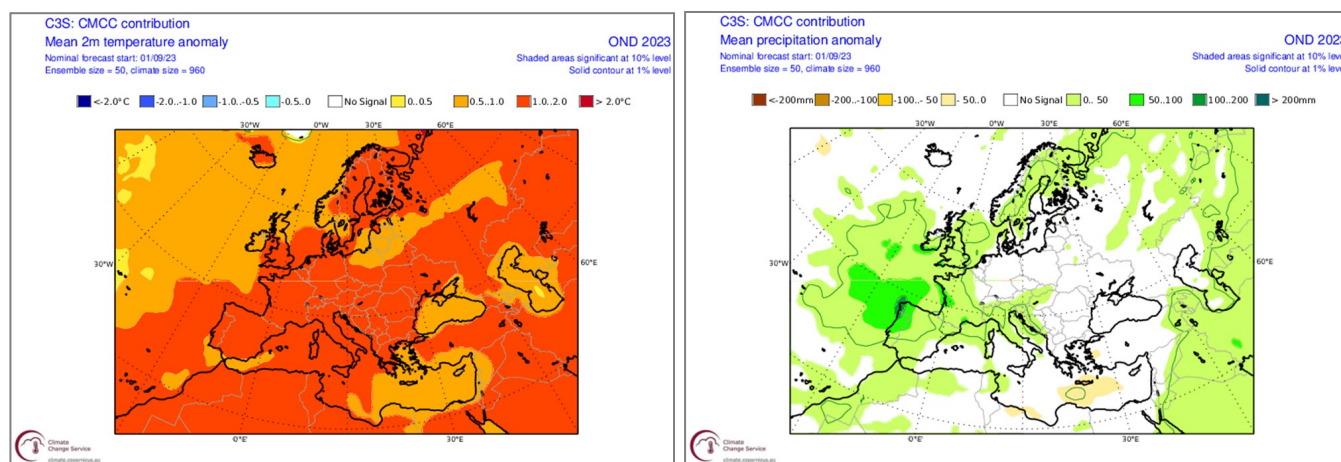 C3S: CMCC contribution
Mean 2m temperature anomaly
OND 2023
Nominal forecast start: 01/09/23
Shaded areas significant at 10% level
Ensemble size = 50, climate size = 960
Solid contour at 1% level
<-2.0°C -2.0..-1.0 -1.0..-0.5 -0.5..0 No Signal 0..0.5 0.5..1.0 1.0..2.0 > 2.0°C
30°W 0°W 30°E 60°E
30°W 60°E
0°E 30°E
Climate
Change Service
climate.copernicus.eu
C3S: CMCC contribution
Mean precipitation anomaly
OND 2023
Nominal forecast start: 01/09/23
Shaded areas significant at 10% level
Ensemble size = 50, climate size = 960
Solid contour at 1% level
<-200mm -200..-100 -100..- 50 - 50..0 No Signal 0.. 50 50..100 100..200 > 200mm
30°W 0°W 30°E 60°E
30°W 60°E
0°E 30°E
Climate
Change Service
climate.copernicus.eu